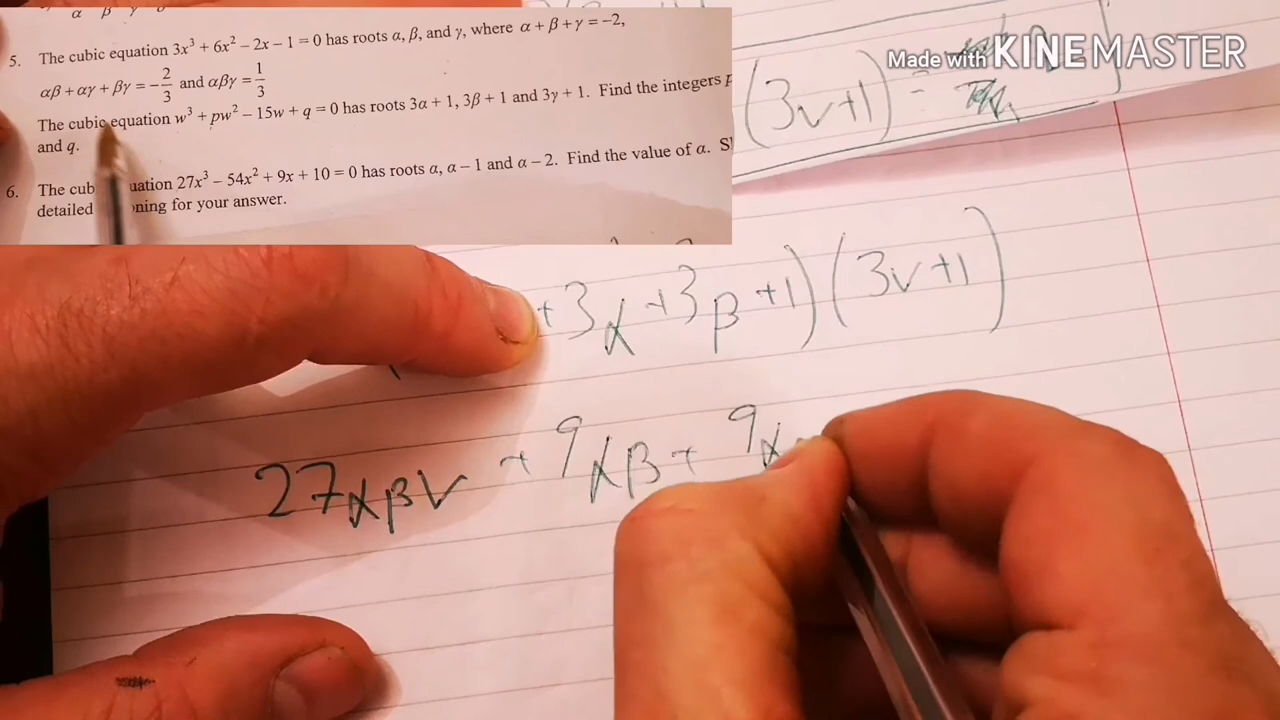 α β γ
5. The cubic equation 3x³ + 6x² − 2x − 1 = 0 has roots α, β, and γ, where α + β + γ = −2,
αβ + αγ + βγ = −2/3 and αβγ = 1/3
The cubic equation w³ + pw² − 15w + q = 0 has roots 3α + 1, 3β + 1 and 3γ + 1. Find the integers p
and q.
6. The cub uation 27x³ − 54x² + 9x + 10 = 0 has roots α, α − 1 and α − 2. Find the value of α. S
detailed ning for your answer.
Made with KINEMASTER
(3γ+1) =
+3α+3β+1)(3γ+1)
27αβγ + 9αβ + 9α